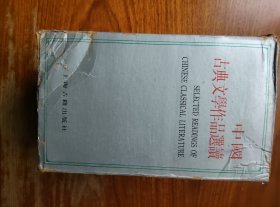 中國
古典文學作品選讀
SELECTED READINGS OF
CHINESE CLASSICAL LITERATURE
上海古籍出版社